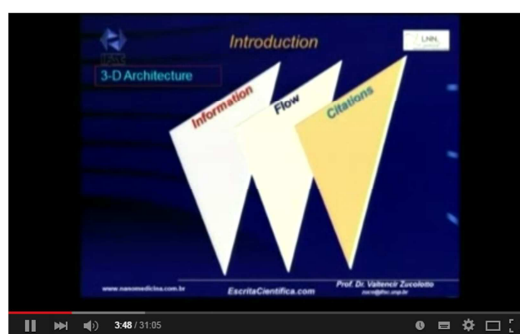 Introduction
LNN
3-D Architecture
Information
Flow
Citations
www.nanomedicina.com.br
EscritaCientifica.com
Prof. Dr. Valtencir Zucolotto
3:48 / 31:05